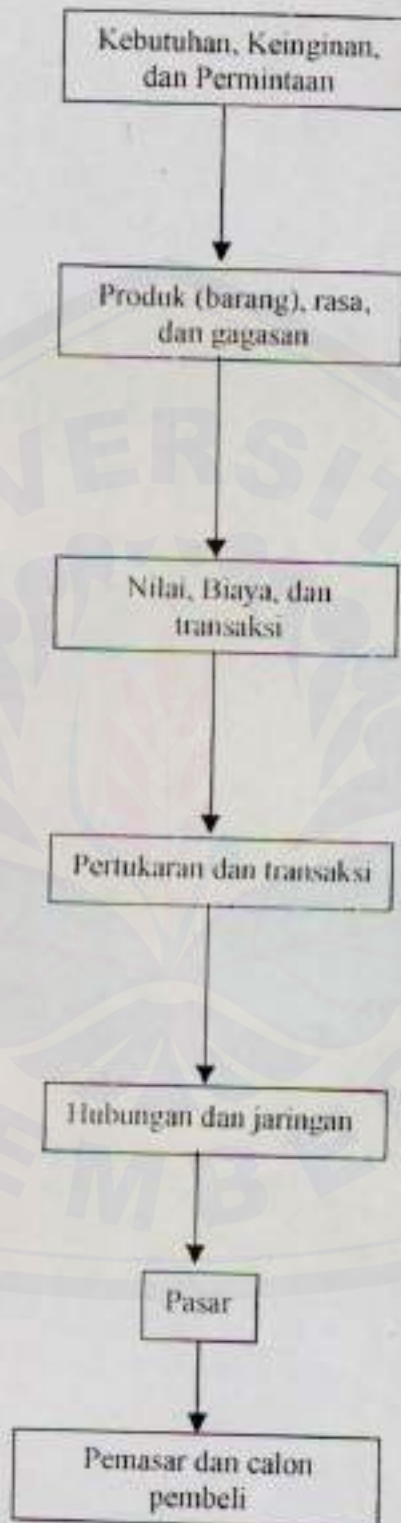 Kebutuhan, Keinginan,
dan Permintaan
Produk (barang), rasa,
dan gagasan
Nilai, Biaya, dan
transaksi
Pertukaran dan transaksi
Hubungan dan jaringan
Pasar
Pemasar dan calon
pembeli